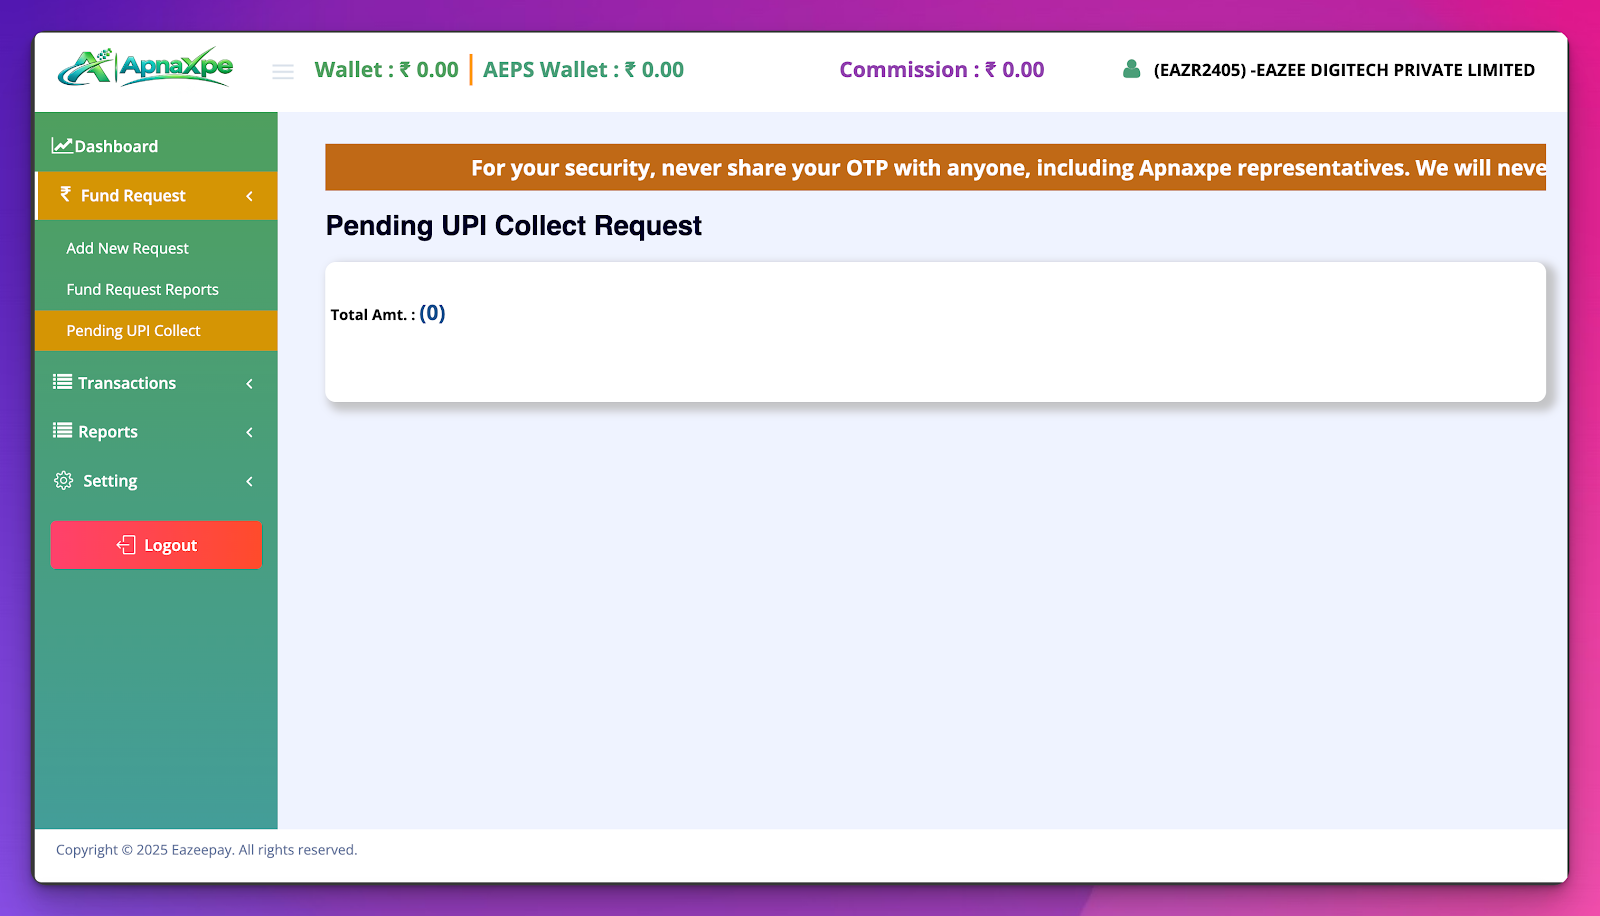 ApnaXpe
Wallet : ₹ 0.00
AEPS Wallet : ₹ 0.00
Commission : ₹ 0.00
(EAZR2405) -EAZEE DIGITECH PRIVATE LIMITED
Dashboard
₹ Fund Request
Add New Request
Fund Request Reports
Pending UPI Collect
Transactions
Reports
Setting
Logout
For your security, never share your OTP with anyone, including Apnaxpe representatives. We will neve
Pending UPI Collect Request
Total Amt. : (0)
Copyright © 2025 Eazeepay. All rights reserved.